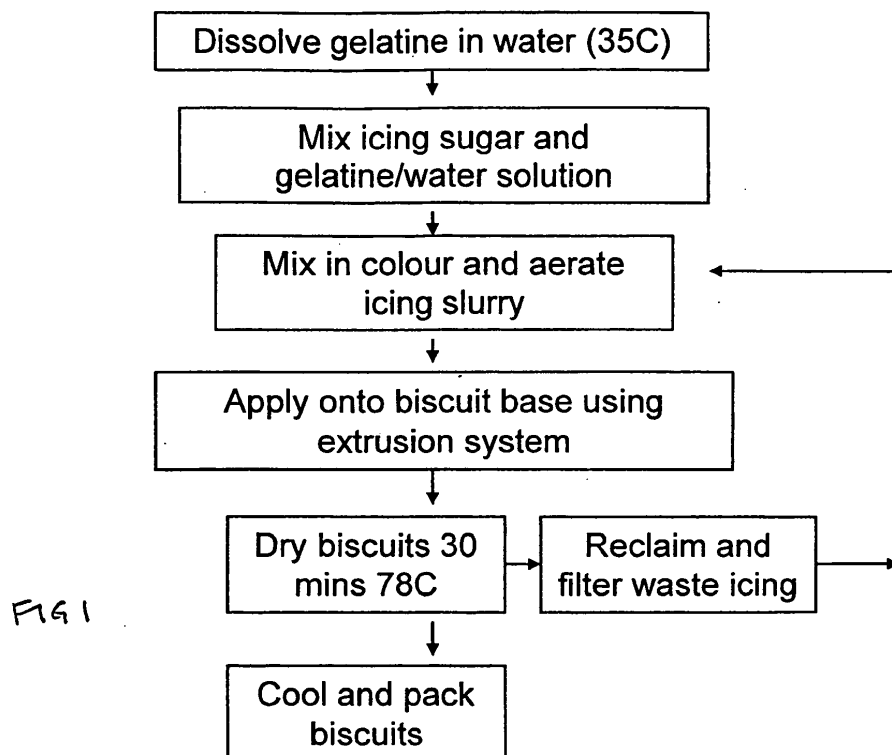 Dissolve gelatine in water (35C)
Mix icing sugar and
gelatine/water solution
Mix in colour and aerate
icing slurry
Apply onto biscuit base using
extrusion system
Dry biscuits 30
mins 78C
Reclaim and
filter waste icing
FIG 1
Cool and pack
biscuits